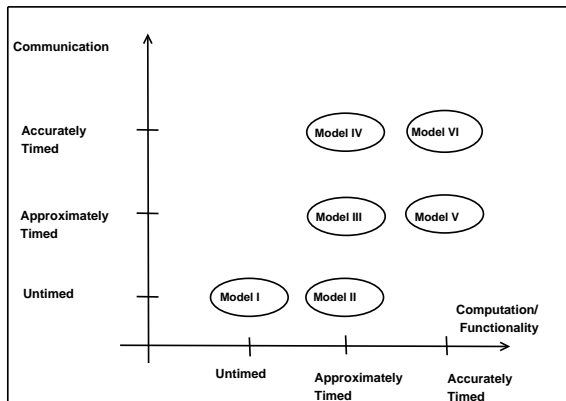 Communication
Accurately
Timed
Model IV
Model VI
Approximately
Timed
Model III
Model V
Untimed
Model I
Model II
Computation/
Functionality
Untimed
Approximately
Timed
Accurately
Timed